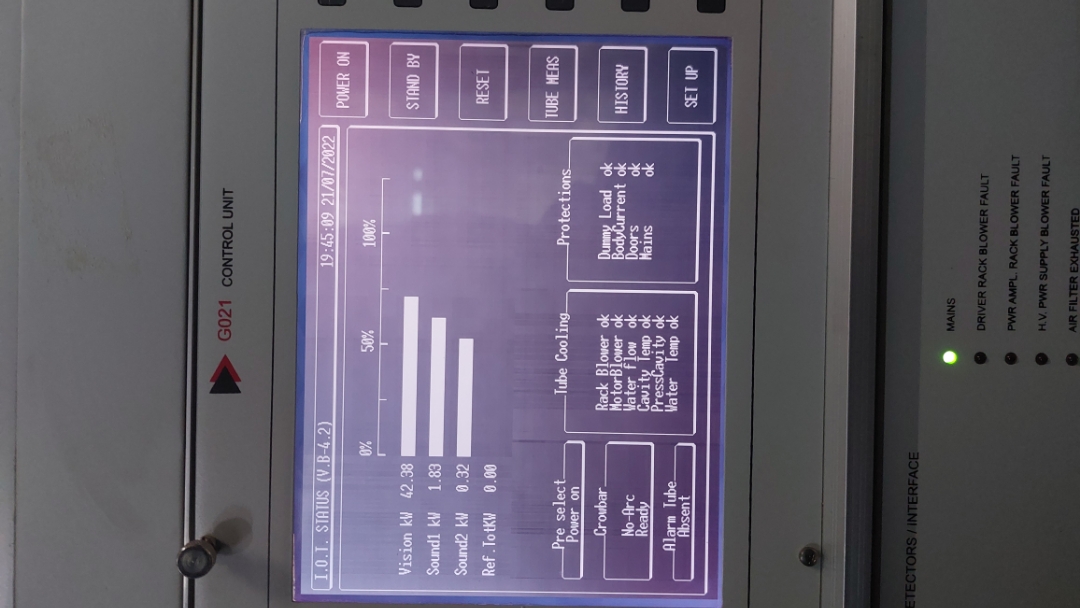 G021 CONTROL UNIT
I.O.T. STATUS (V.B-4.2) 19:45:09 21/07/2022
POWER ON
STAND BY
RESET
TUBE MEAS
HISTORY
SET UP
0% 50% 100%
Vision kW 42.38
Sound1 kW 1.83
Sound2 kW 0.32
Ref.TotKW 0.00
Pre select
Power on
Crowbar
No-Arc
Ready
Alarm Tube
Absent
Tube Cooling
Rack Blower ok
MotorBlower ok
Water flow ok
Cavity Temp ok
PressCavity ok
Water Temp ok
Protections
Dummy Load ok
BodyCurrent ok
Doors ok
Mains ok
ETECTORS / INTERFACE
MAINS
DRIVER RACK BLOWER FAULT
PWR AMPL. RACK BLOWER FAULT
H.V. PWR SUPPLY BLOWER FAULT
AIR FILTER EXHAUSTED